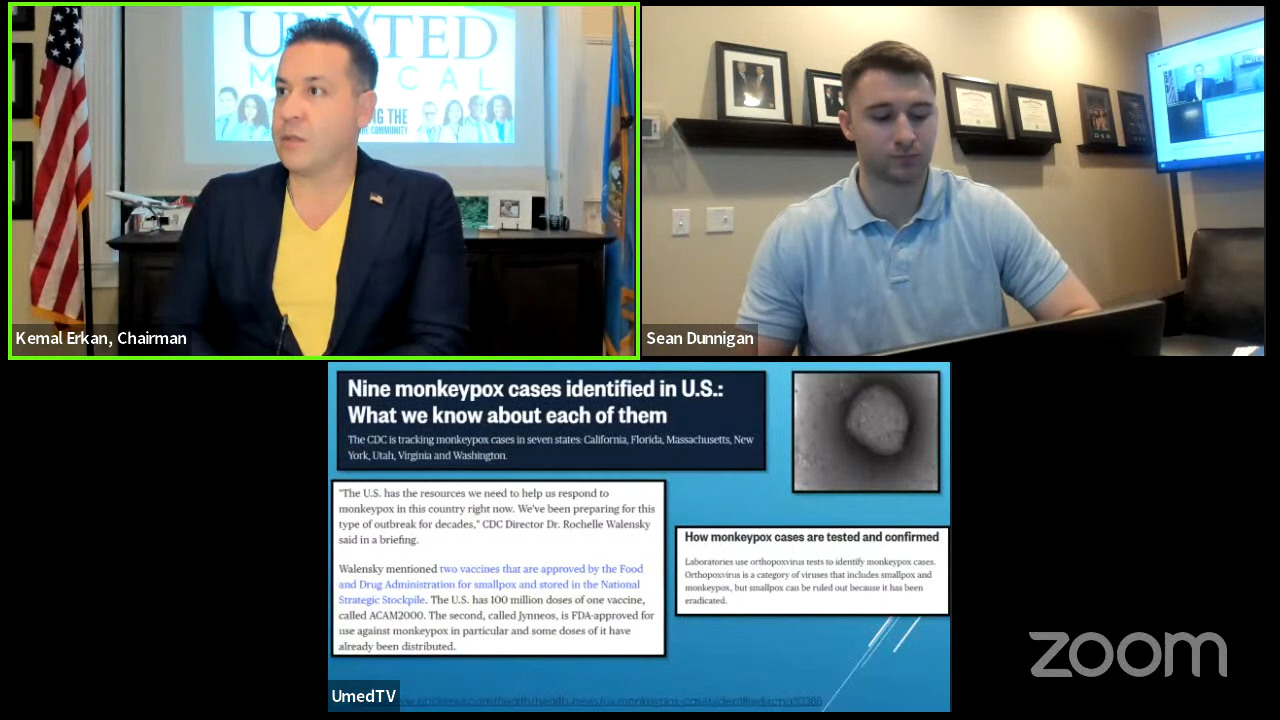 UNITED
M CAL
NG THE
COMMUNITY
Kemal Erkan, Chairman
Sean Dunnigan
Nine monkeypox cases identified in U.S.:
What we know about each of them
The CDC is tracking monkeypox cases in seven states: California, Florida, Massachusetts, New
York, Utah, Virginia and Washington.
"The U.S. has the resources we need to help us respond to
monkeypox in this country right now. We've been preparing for this
type of outbreak for decades," CDC Director Dr. Rochelle Walensky
said in a briefing.
Walensky mentioned two vaccines that are approved by the Food
and Drug Administration for smallpox and stored in the National
Strategic Stockpile. The U.S. has 100 million doses of one vaccine,
called ACAM2000. The second, called Jynneos, is FDA-approved for
use against monkeypox in particular and some doses of it have
already been distributed.
How monkeypox cases are tested and confirmed
Laboratories use orthopoxvirus tests to identify monkeypox cases.
Orthopoxvirus is a category of viruses that includes smallpox and
monkeypox, but smallpox can be ruled out because it has been
eradicated.
UmedTV
zoom